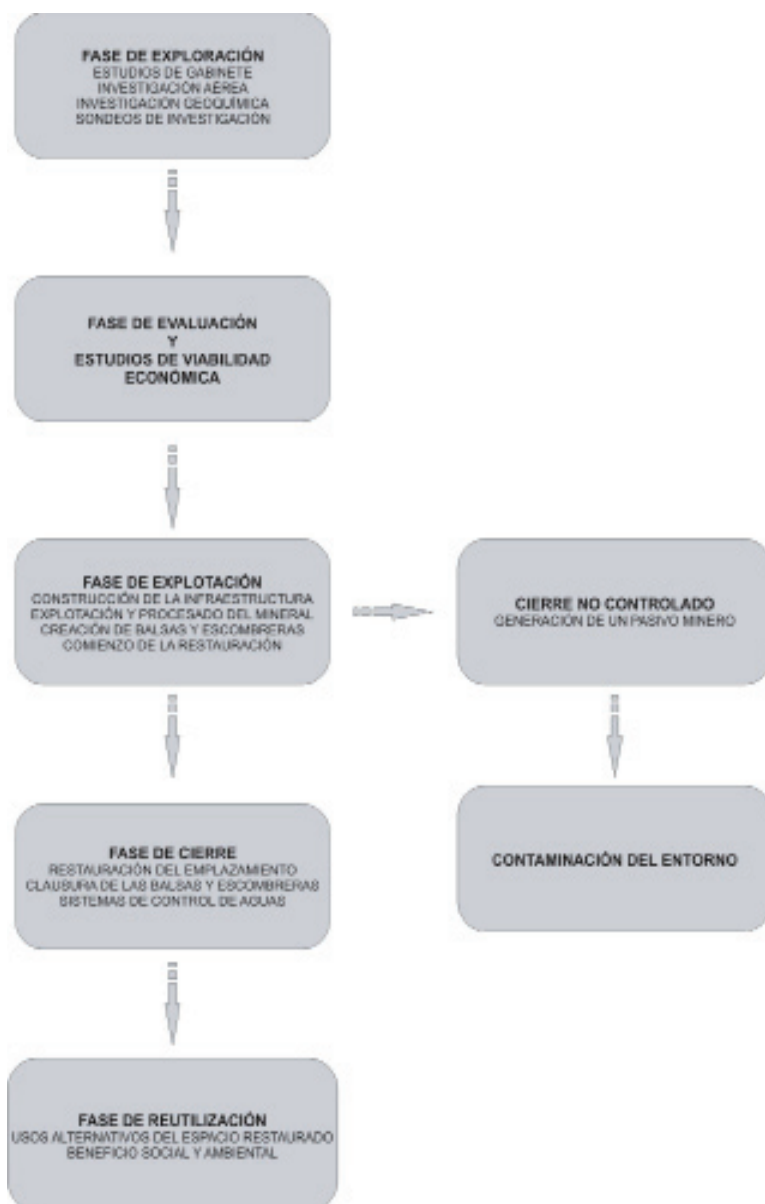 FASE DE EXPLORACIÓN
ESTUDIOS DE GABINETE
INVESTIGACIÓN AÉREA
INVESTIGACIÓN GEOQUÍMICA
SONDEOS DE INVESTIGACIÓN
FASE DE EVALUACIÓN
Y
ESTUDIOS DE VIABILIDAD
ECONÓMICA
FASE DE EXPLOTACIÓN
CONSTRUCCIÓN DE LA INFRAESTRUCTURA
EXPLOTACIÓN Y PROCESADO DEL MINERAL
CREACIÓN DE BALSAS Y ESCOMBRERAS
COMIENZO DE LA RESTAURACIÓN
CIERRE NO CONTROLADO
GENERACIÓN DE UN PASIVO MINERO
FASE DE CIERRE
RESTAURACIÓN DEL EMPLAZAMIENTO
CLAUSURA DE LAS BALSAS Y ESCOMBRERAS
SISTEMAS DE CONTROL DE AGUAS
CONTAMINACIÓN DEL ENTORNO
FASE DE REUTILIZACIÓN
USOS ALTERNATIVOS DEL ESPACIO RESTAURADO
BENEFICIO SOCIAL Y AMBIENTAL